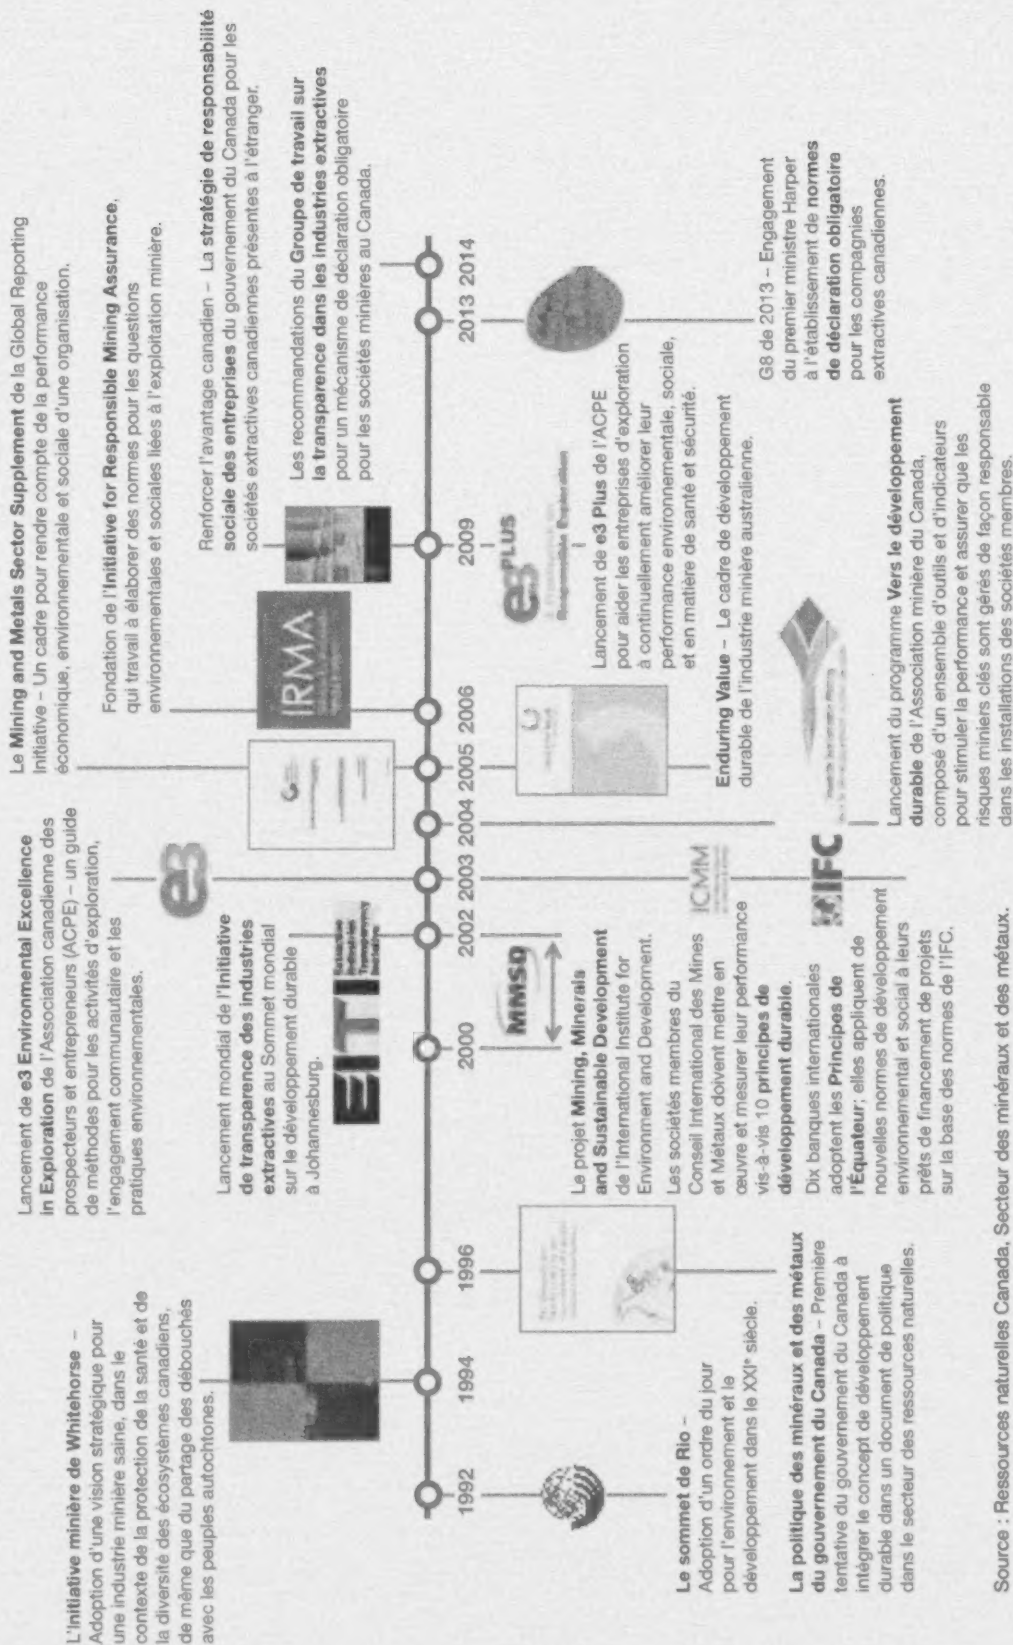 L'Initiative minière de Whitehorse –
Adoption d'une vision stratégique pour
une industrie minière saine, dans le
contexte de la protection de la santé et de
la diversité des écosystèmes canadiens,
de même que du partage des débouchés
avec les peuples autochtones.
Lancement de e3 Environmental Excellence
in Exploration de l'Association canadienne des
prospecteurs et entrepreneurs (ACPE) – un guide
de méthodes pour les activités d'exploration,
l'engagement communautaire et les
pratiques environnementales.
e3
Lancement mondial de l'Initiative
de transparence des industries
extractives au Sommet mondial
sur le développement durable
à Johannesburg.
EITI
Extractive
Industries
Transparency
Initiative
Le Mining and Metals Sector Supplement de la Global Reporting
Initiative – Un cadre pour rendre compte de la performance
économique, environnementale et sociale d'une organisation.
Fondation de l'Initiative for Responsible Mining Assurance,
qui travail à élaborer des normes pour les questions
environnementales et sociales liées à l'exploitation minière.
IRMA
Renforcer l'avantage canadien – La stratégie de responsabilité
sociale des entreprises du gouvernement du Canada pour les
sociétés extractives canadiennes présentes à l'étranger.
Les recommandations du Groupe de travail sur
la transparence dans les industries extractives
pour un mécanisme de déclaration obligatoire
pour les sociétés minières au Canada.
1992 1994 1996 2000 2002 2003 2004 2005 2006 2009 2013 2014
Le sommet de Rio –
Adoption d'un ordre du jour
pour l'environnement et le
développement dans le XXIe siècle.
La politique des minéraux et des métaux
du gouvernement du Canada – Première
tentative du gouvernement du Canada à
intégrer le concept de développement
durable dans un document de politique
dans le secteur des ressources naturelles.
MMSD
Le projet Mining, Minerals
and Sustainable Development
de l'International Institute for
Environment and Development.
ICMM
Les sociétés membres du
Conseil International des Mines
et Métaux doivent mettre en
œuvre et mesurer leur performance
vis-à-vis 10 principes de
développement durable.
IFC
Dix banques internationales
adoptent les Principes de
l'Équateur; elles appliquent de
nouvelles normes de développement
environnemental et social à leurs
prêts de financement de projets
sur la base des normes de l'IFC.
Enduring Value – Le cadre de développement
durable de l'industrie minière australienne.
Lancement du programme Vers le développement
durable de l'Association minière du Canada,
composé d'un ensemble d'outils et d'indicateurs
pour stimuler la performance et assurer que les
risques miniers clés sont gérés de façon responsable
dans les installations des sociétés membres.
e3 PLUS
Responsible Exploration
Lancement de e3 Plus de l'ACPE
pour aider les entreprises d'exploration
à continuellement améliorer leur
performance environnementale, sociale,
et en matière de santé et sécurité.
G8 de 2013 – Engagement
du premier ministre Harper
à l'établissement de normes
de déclaration obligatoire
pour les compagnies
extractives canadiennes.
Source : Ressources naturelles Canada, Secteur des minéraux et des métaux.